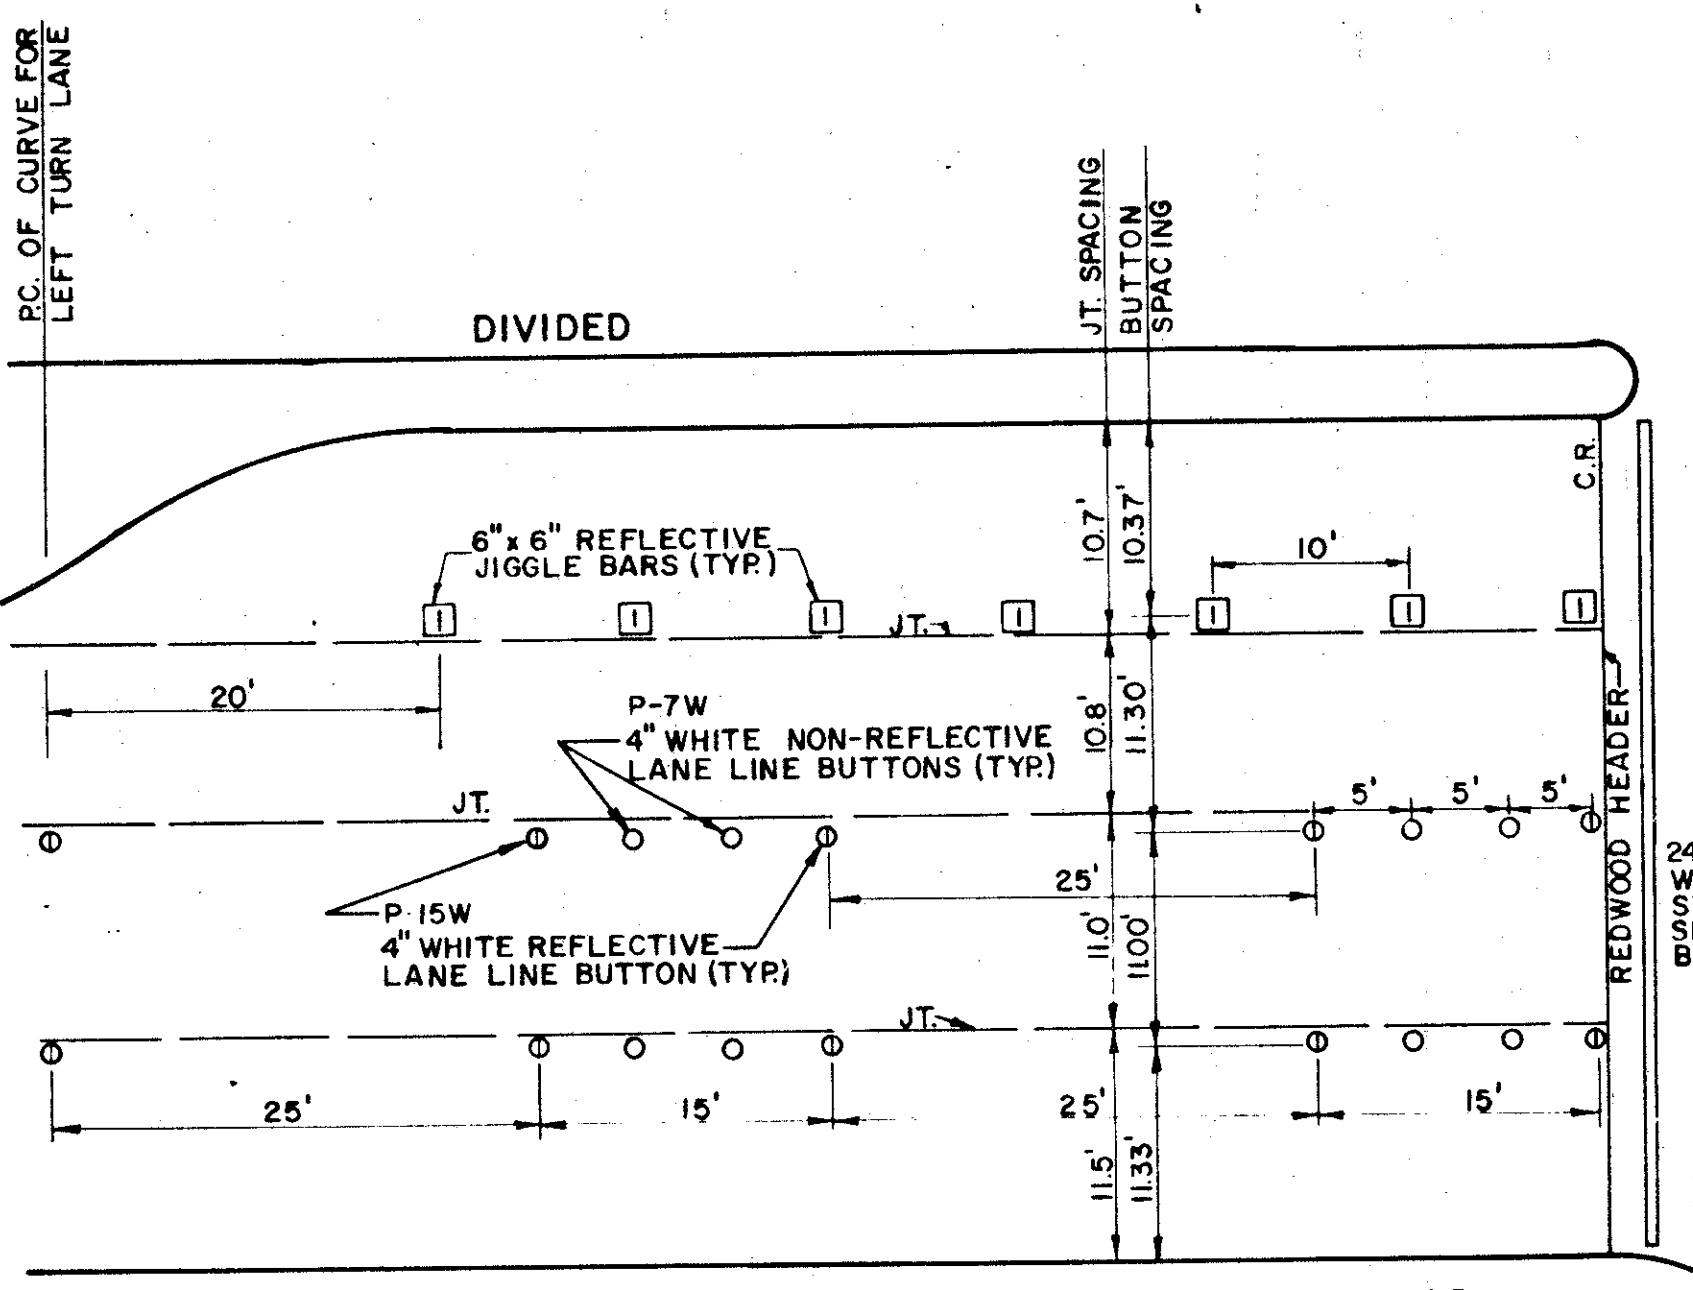 P.C. OF CURVE FOR
LEFT TURN LANE
DIVIDED
JT. SPACING
BUTTON
SPACING
C.R.
10.7'
10.37'
6" x 6" REFLECTIVE
JIGGLE BARS (TYP.)
10'
JT.
20'
10.8'
11.30'
P-7W
4" WHITE NON-REFLECTIVE
LANE LINE BUTTONS (TYP.)
REDWOOD HEADER
JT.
5'
5'
5'
25'
P-15W
4" WHITE REFLECTIVE
LANE LINE BUTTON (TYP.)
11.0'
11.00'
24
W
S
S
B
JT.
25'
15'
25'
15'
11.5'
11.33'